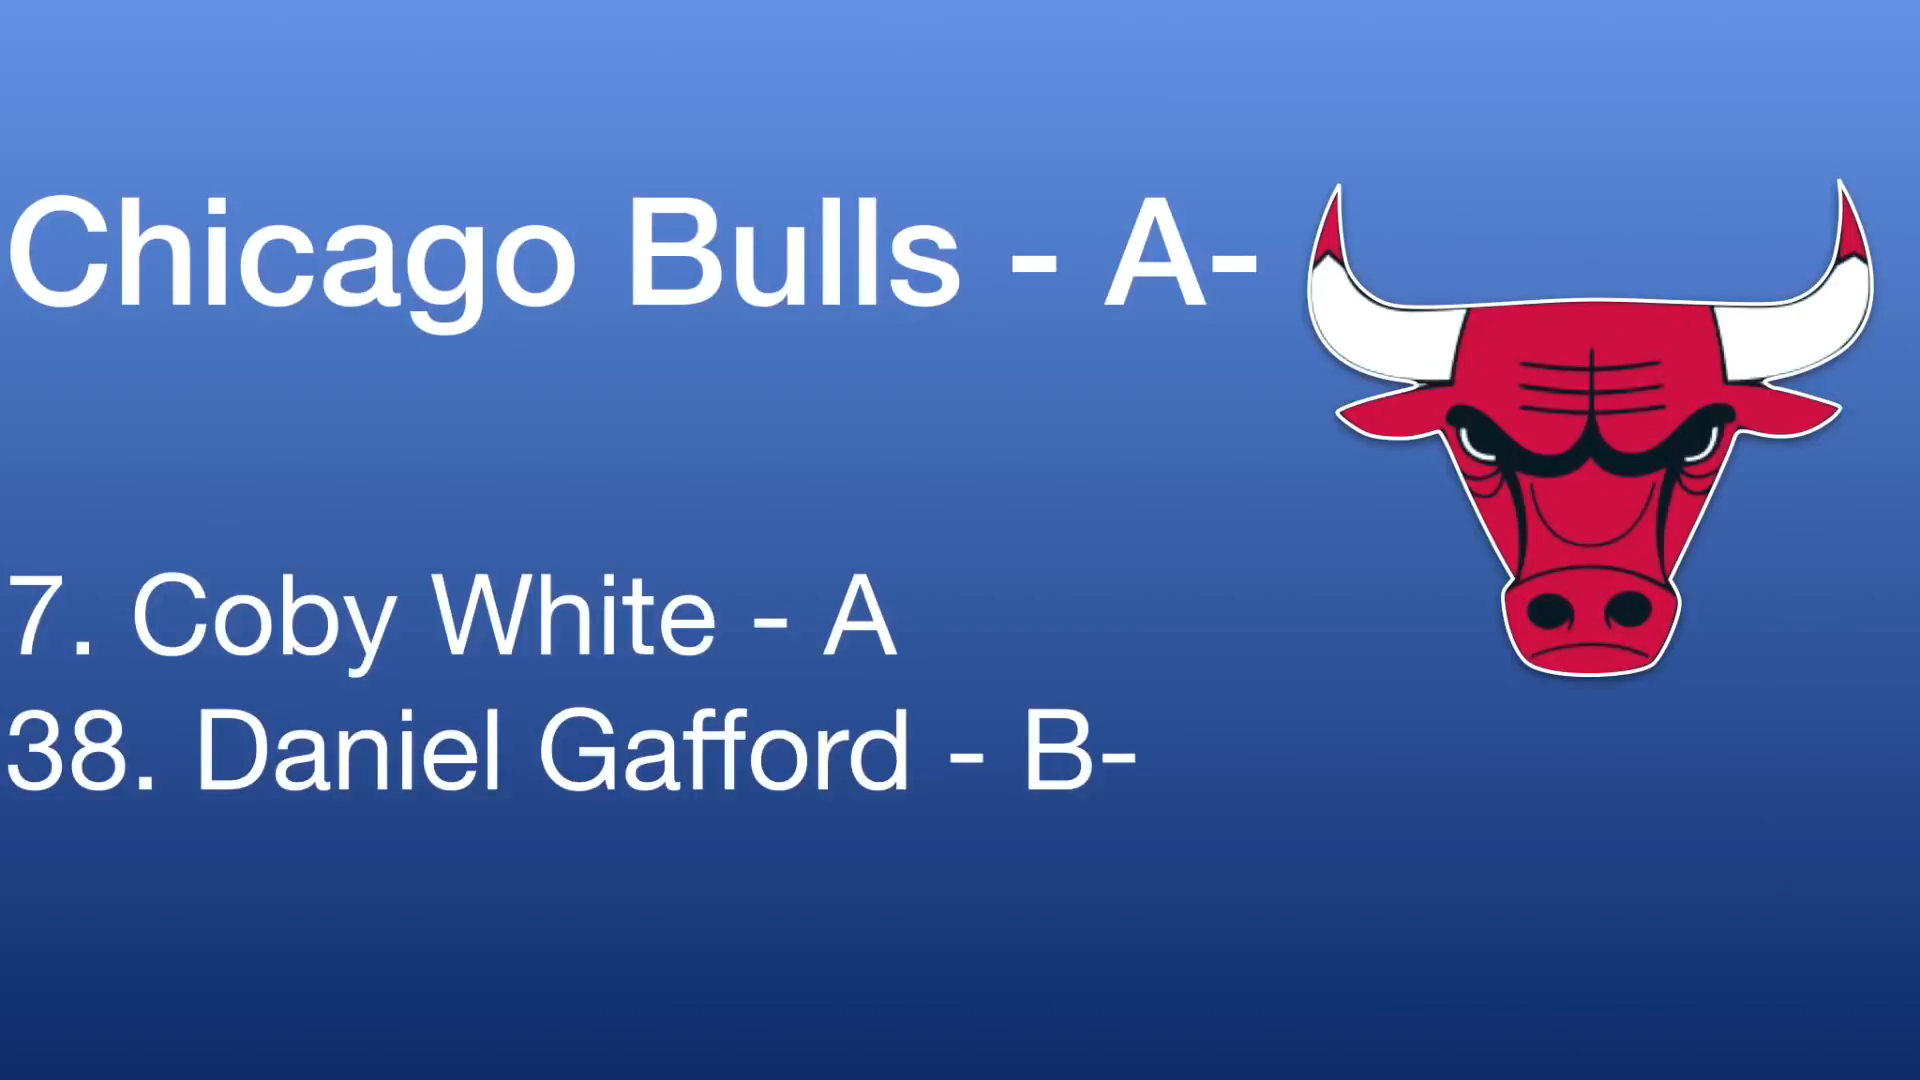 Chicago Bulls - A-
7. Coby White - A
38. Daniel Gafford - B-